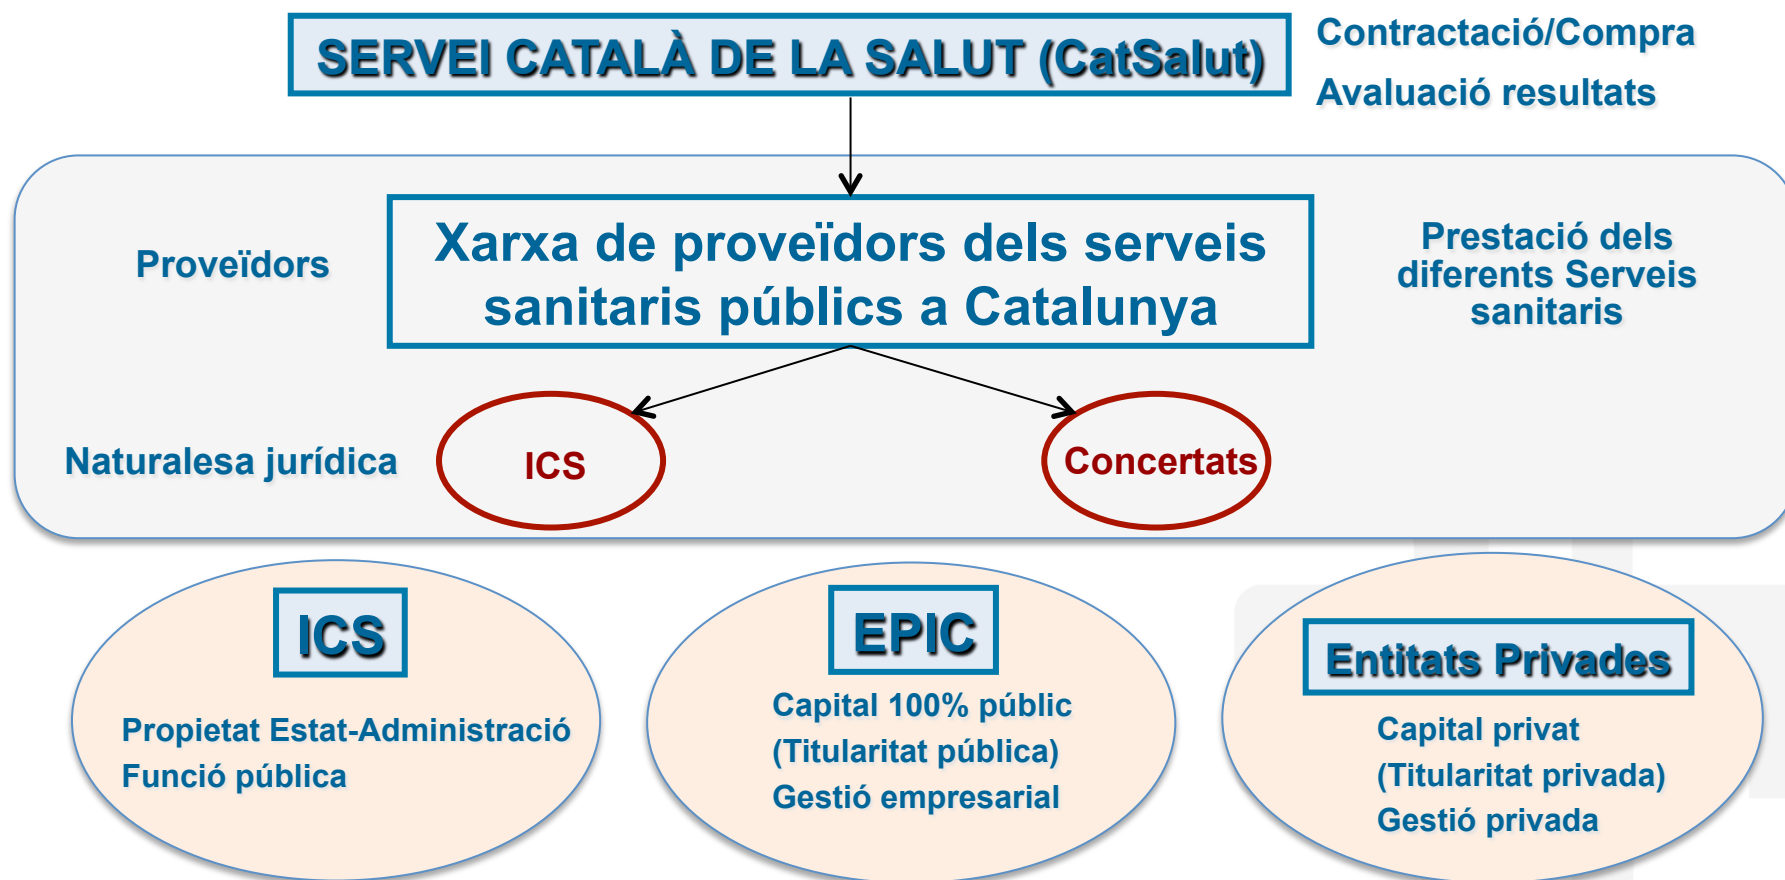 SERVEI CATALÀ DE LA SALUT (CatSalut)
Contractació/Compra
Avaluació resultats
Proveïdors
Xarxa de proveïdors dels serveis
sanitaris públics a Catalunya
Prestació dels
diferents Serveis
sanitaris
Naturalesa jurídica
ICS
Concertats
ICS
Propietat Estat-Administració
Funció pública
EPIC
Capital 100% públic
(Titularitat pública)
Gestió empresarial
Entitats Privades
Capital privat
(Titularitat privada)
Gestió privada